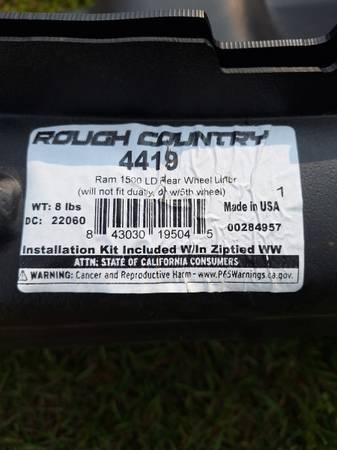 ROUGH COUNTRY
4419
Ram 1500 LD Rear Wheel Liner
(will not fit dually, or w/5th wheel)
1
WT: 8 lbs
Made in USA
DC: 22060
00284957
8 43030 19504 5
Installation Kit Included W/In Ziptied WW
ATTN: STATE OF CALIFORNIA CONSUMERS
WARNING: Cancer and Reproductive Harm - www.P65Warnings.ca.gov.